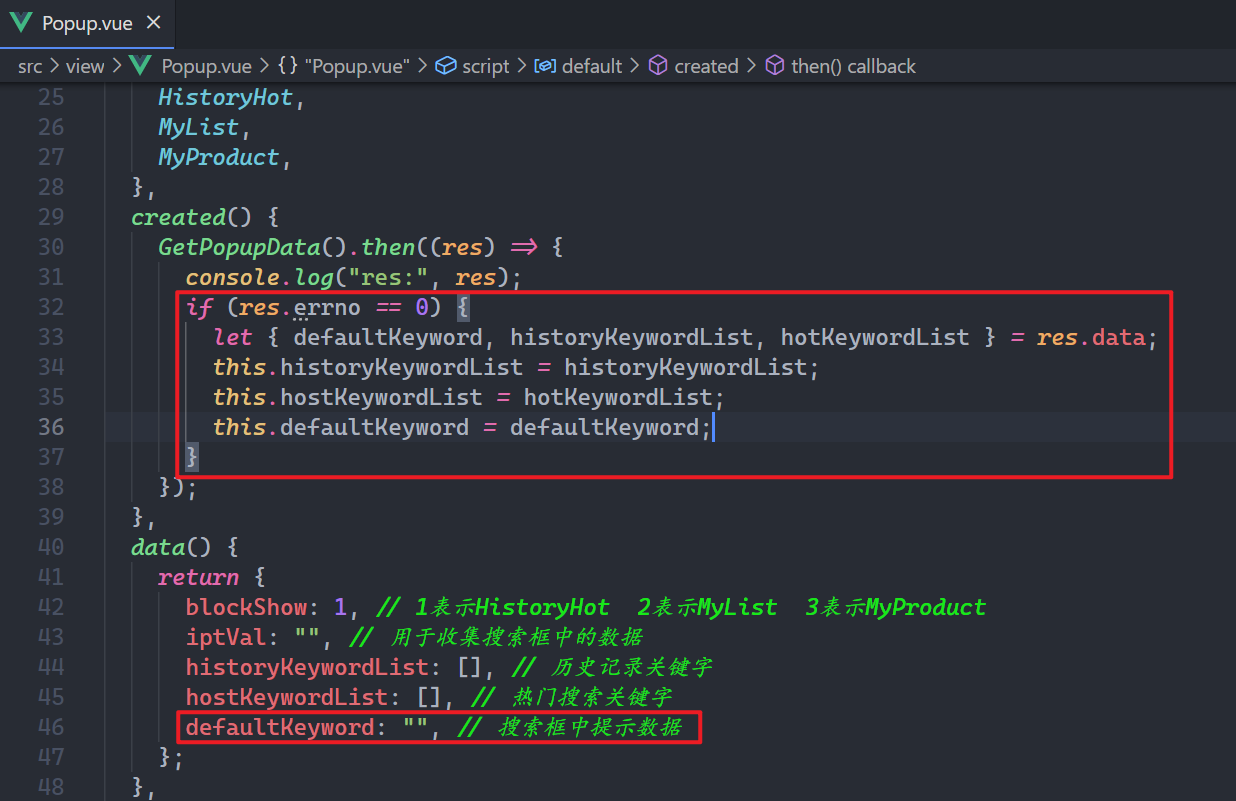 Popup.vue ✕
src > view > Popup.vue > {} "Popup.vue" > script > default > created > then() callback
25 HistoryHot,
26 MyList,
27 MyProduct,
28 },
29 created() {
30 GetPopupData().then((res) => {
31 console.log("res:", res);
32 if (res.errno == 0) {
33 let { defaultKeyword, historyKeywordList, hotKeywordList } = res.data;
34 this.historyKeywordList = historyKeywordList;
35 this.hostKeywordList = hotKeywordList;
36 this.defaultKeyword = defaultKeyword;
37 }
38 });
39 },
40 data() {
41 return {
42 blockShow: 1, // 1表示HistoryHot  2表示MyList  3表示MyProduct
43 iptVal: "", // 用于收集搜索框中的数据
44 historyKeywordList: [], // 历史记录关键字
45 hostKeywordList: [], // 热门搜索关键字
46 defaultKeyword: "", // 搜索框中提示数据
47 };
48 },